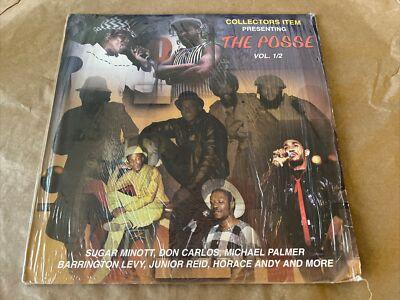 COLLECTORS ITEM
PRESENTING
THE POSSE
VOL. 1/2
SUGAR MINOTT, DON CARLOS, MICHAEL PALMER
BARRINGTON LEVY, JUNIOR REID, HORACE ANDY AND MORE